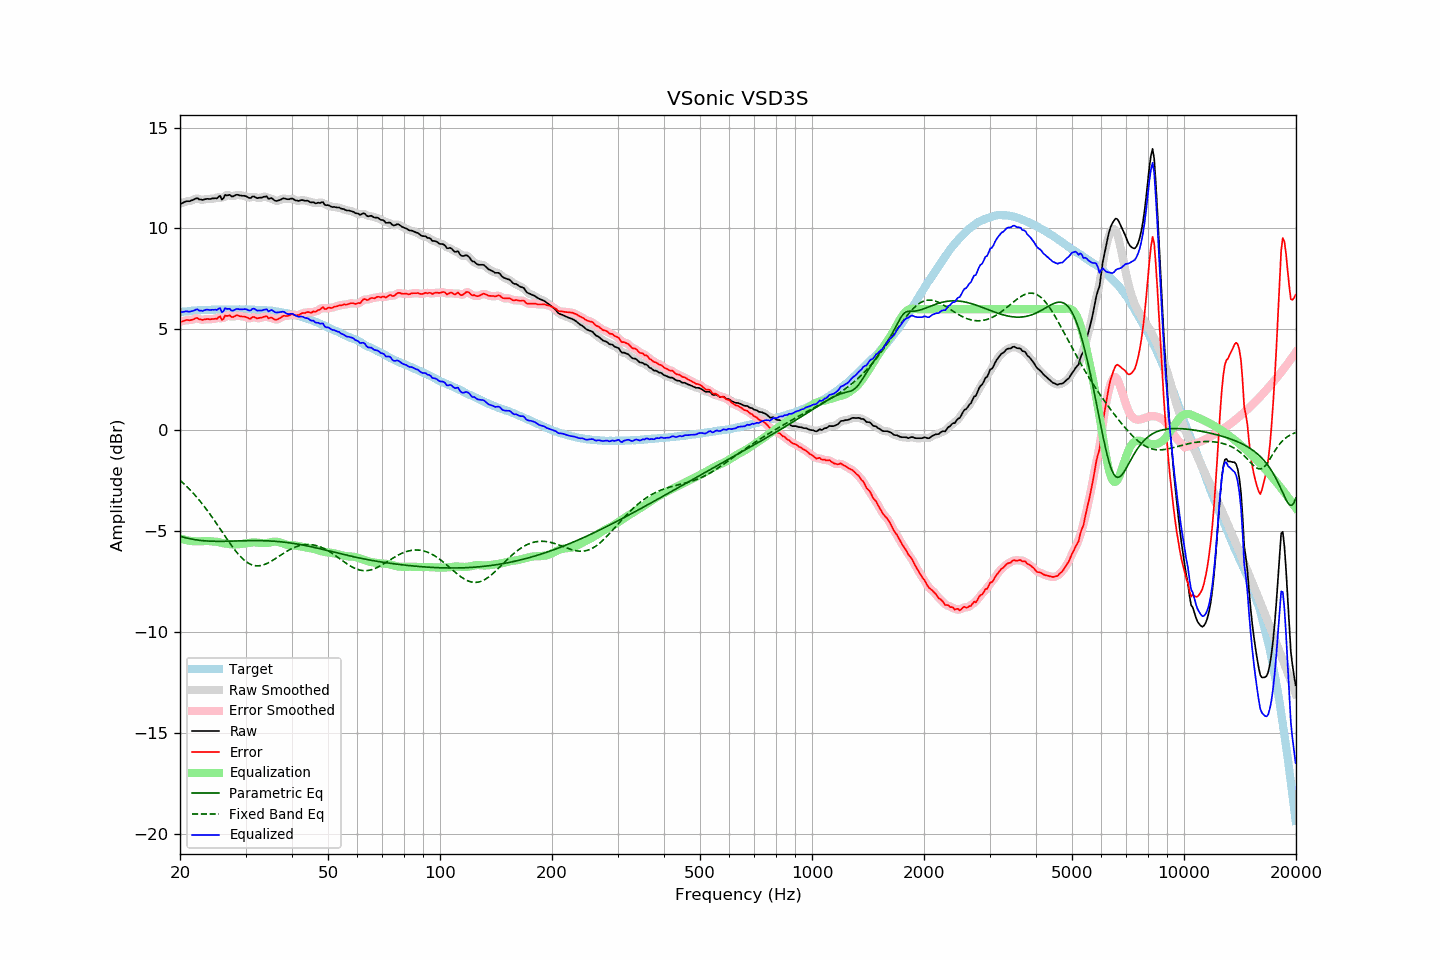 VSonic VSD3S
15
10
5
0
−5
−10
−15
−20
Amplitude (dBr)
Target
Raw Smoothed
Error Smoothed
Raw
Error
Equalization
Parametric Eq
Fixed Band Eq
Equalized
20 50 100 200 500 1000 2000 5000 10000 20000
Frequency (Hz)